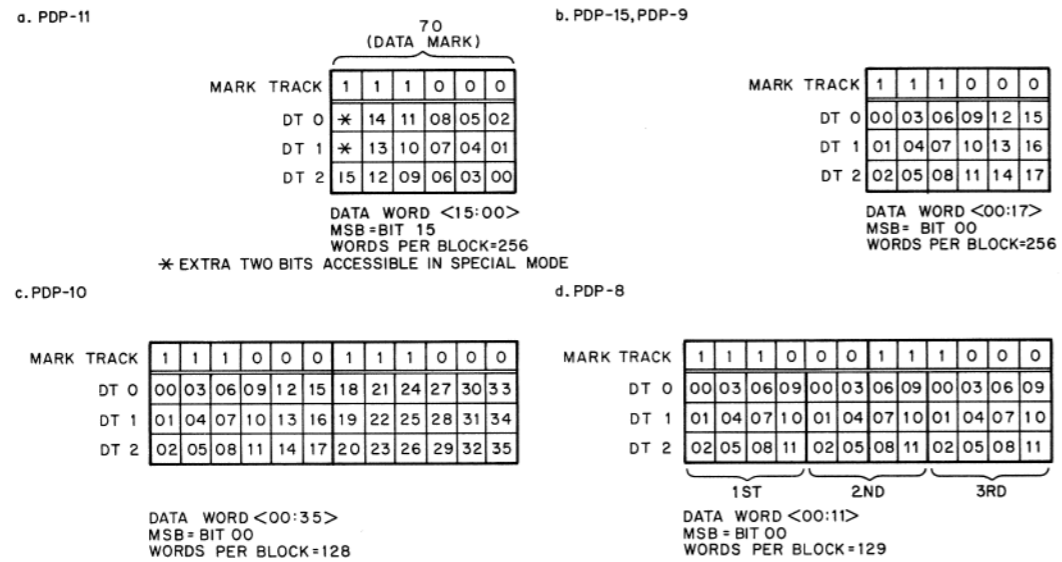 a. PDP-11
70
(DATA MARK)
MARK TRACK 1 1 1 0 0 0
DT 0 * 14 11 08 05 02
DT 1 * 13 10 07 04 01
DT 2 15 12 09 06 03 00
DATA WORD <15:00>
MSB=BIT 15
WORDS PER BLOCK=256
* EXTRA TWO BITS ACCESSIBLE IN SPECIAL MODE
b. PDP-15, PDP-9
MARK TRACK 1 1 1 0 0 0
DT 0 00 03 06 09 12 15
DT 1 01 04 07 10 13 16
DT 2 02 05 08 11 14 17
DATA WORD <00:17>
MSB= BIT 00
WORDS PER BLOCK=256
c. PDP-10
MARK TRACK 1 1 1 0 0 0 1 1 1 0 0 0
DT 0 00 03 06 09 12 15 18 21 24 27 30 33
DT 1 01 04 07 10 13 16 19 22 25 28 31 34
DT 2 02 05 08 11 14 17 20 23 26 29 32 35
DATA WORD <00:35>
MSB = BIT 00
WORDS PER BLOCK=128
d. PDP-8
MARK TRACK 1 1 1 0 0 0 1 1 1 0 0 0
DT 0 00 03 06 09 00 03 06 09 00 03 06 09
DT 1 01 04 07 10 01 04 07 10 01 04 07 10
DT 2 02 05 08 11 02 05 08 11 02 05 08 11
1ST 2ND 3RD
DATA WORD <00:11>
MSB = BIT 00
WORDS PER BLOCK=129